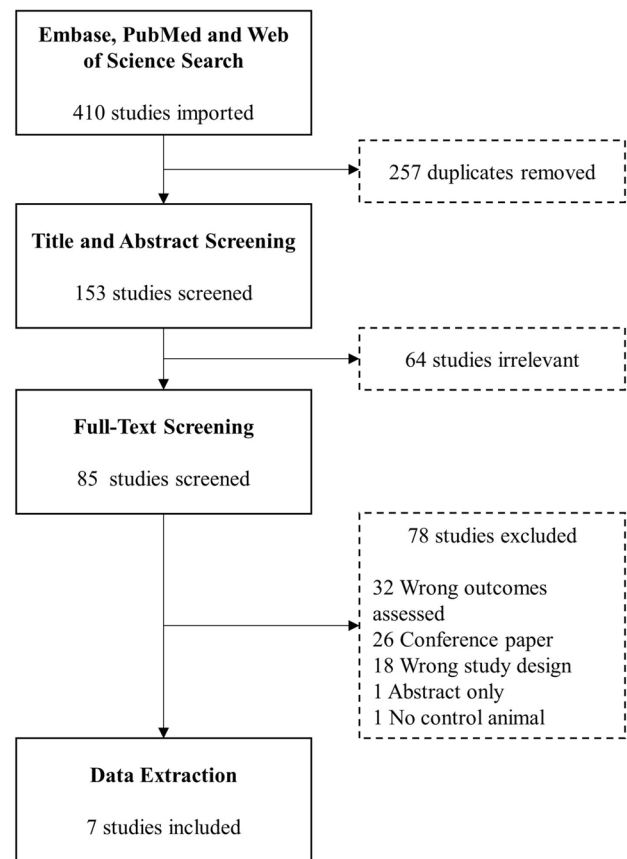 Embase, PubMed and Web
of Science Search
410 studies imported
257 duplicates removed
Title and Abstract Screening
153 studies screened
64 studies irrelevant
Full-Text Screening
85 studies screened
78 studies excluded
32 Wrong outcomes
assessed
26 Conference paper
18 Wrong study design
1 Abstract only
1 No control animal
Data Extraction
7 studies included